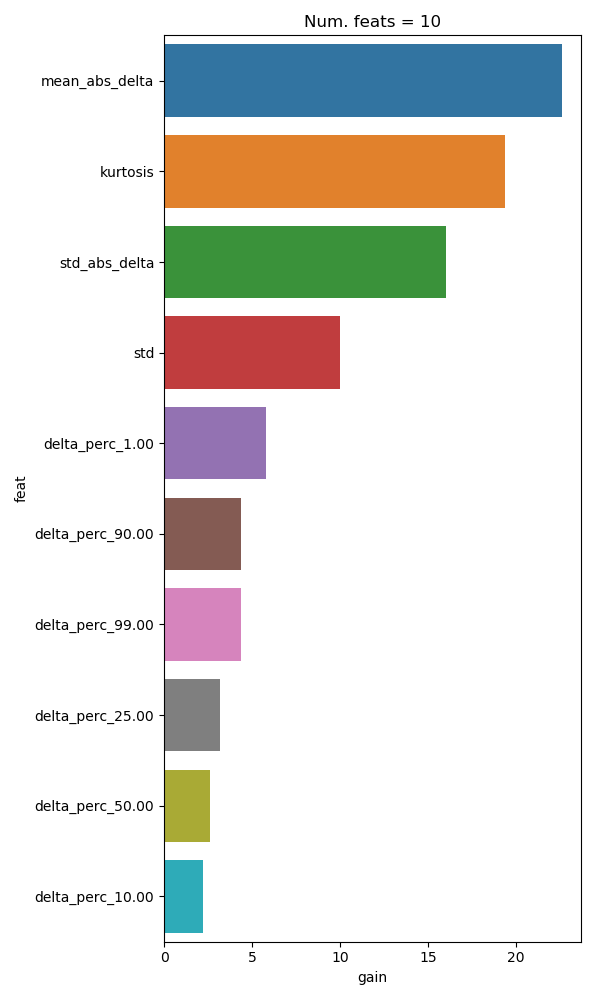 Num. feats = 10
mean_abs_delta
kurtosis
std_abs_delta
std
delta_perc_1.00
delta_perc_90.00
delta_perc_99.00
delta_perc_25.00
delta_perc_50.00
delta_perc_10.00
feat
0 5 10 15 20
gain